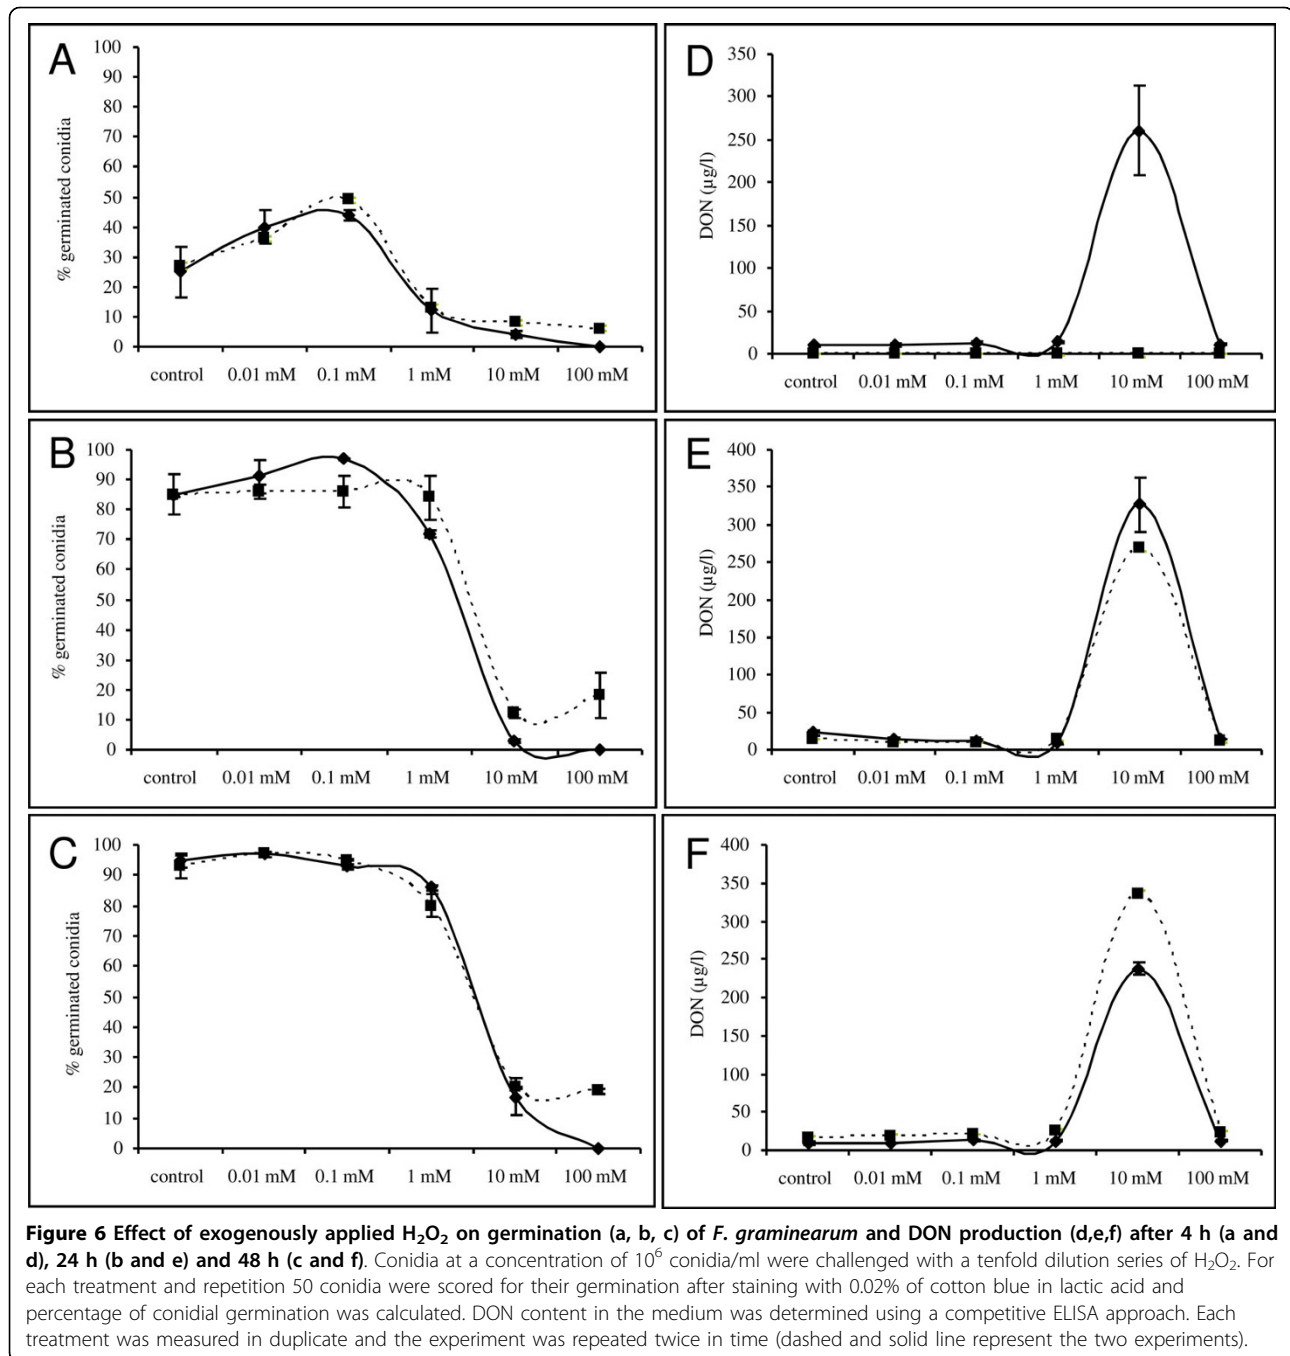 A
100
90
80
70
60
50
40
30
20
10
0
% germinated conidia
control 0.01 mM 0.1 mM 1 mM 10 mM 100 mM
D
350
300
250
200
150
100
50
0
DON (µg/l)
control 0.01 mM 0.1 mM 1 mM 10 mM 100 mM
B
100
90
80
70
60
50
40
30
20
10
0
% germinated conidia
control 0.01 mM 0.1 mM 1 mM 10 mM 100 mM
E
400
350
300
250
200
150
100
50
0
DON (µg/l)
control 0.01 mM 0.1 mM 1 mM 10 mM 100 mM
C
100
90
80
70
60
50
40
30
20
10
0
% germinated conidia
control 0.01 mM 0.1 mM 1 mM 10 mM 100 mM
F
400
350
300
250
200
150
100
50
0
DON (µg/l)
control 0.01 mM 0.1 mM 1 mM 10 mM 100 mM
Figure 6 Effect of exogenously applied H₂O₂ on germination (a, b, c) of F. graminearum and DON production (d,e,f) after 4 h (a and
d), 24 h (b and e) and 48 h (c and f). Conidia at a concentration of 10⁶ conidia/ml were challenged with a tenfold dilution series of H₂O₂. For
each treatment and repetition 50 conidia were scored for their germination after staining with 0.02% of cotton blue in lactic acid and
percentage of conidial germination was calculated. DON content in the medium was determined using a competitive ELISA approach. Each
treatment was measured in duplicate and the experiment was repeated twice in time (dashed and solid line represent the two experiments).